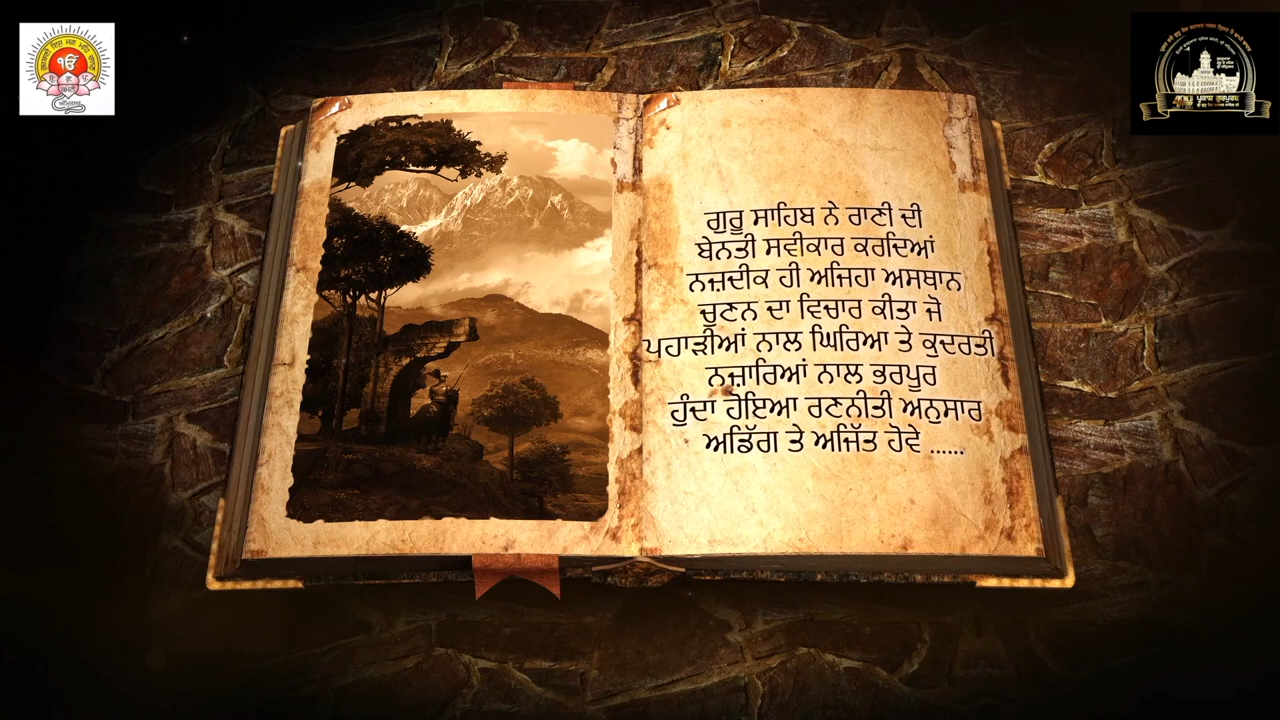 ਗੁਰੂ ਸਾਹਿਬ ਨੇ ਰਾਣੀ ਦੀ
ਬੇਨਤੀ ਸਵੀਕਾਰ ਕਰਦਿਆਂ
ਨਜ਼ਦੀਕ ਹੀ ਅਜਿਹਾ ਅਸਥਾਨ
ਚੁਣਨ ਦਾ ਵਿਚਾਰ ਕੀਤਾ ਜੋ
ਪਹਾੜੀਆਂ ਨਾਲ ਘਿਰਿਆ ਤੇ ਕੁਦਰਤੀ
ਨਜ਼ਾਰਿਆਂ ਨਾਲ ਭਰਪੂਰ
ਹੁੰਦਾ ਹੋਇਆ ਰਣਨੀਤੀ ਅਨੁਸਾਰ
ਅਡਿੱਗ ਤੇ ਅਜਿੱਤ ਹੋਵੇ ......